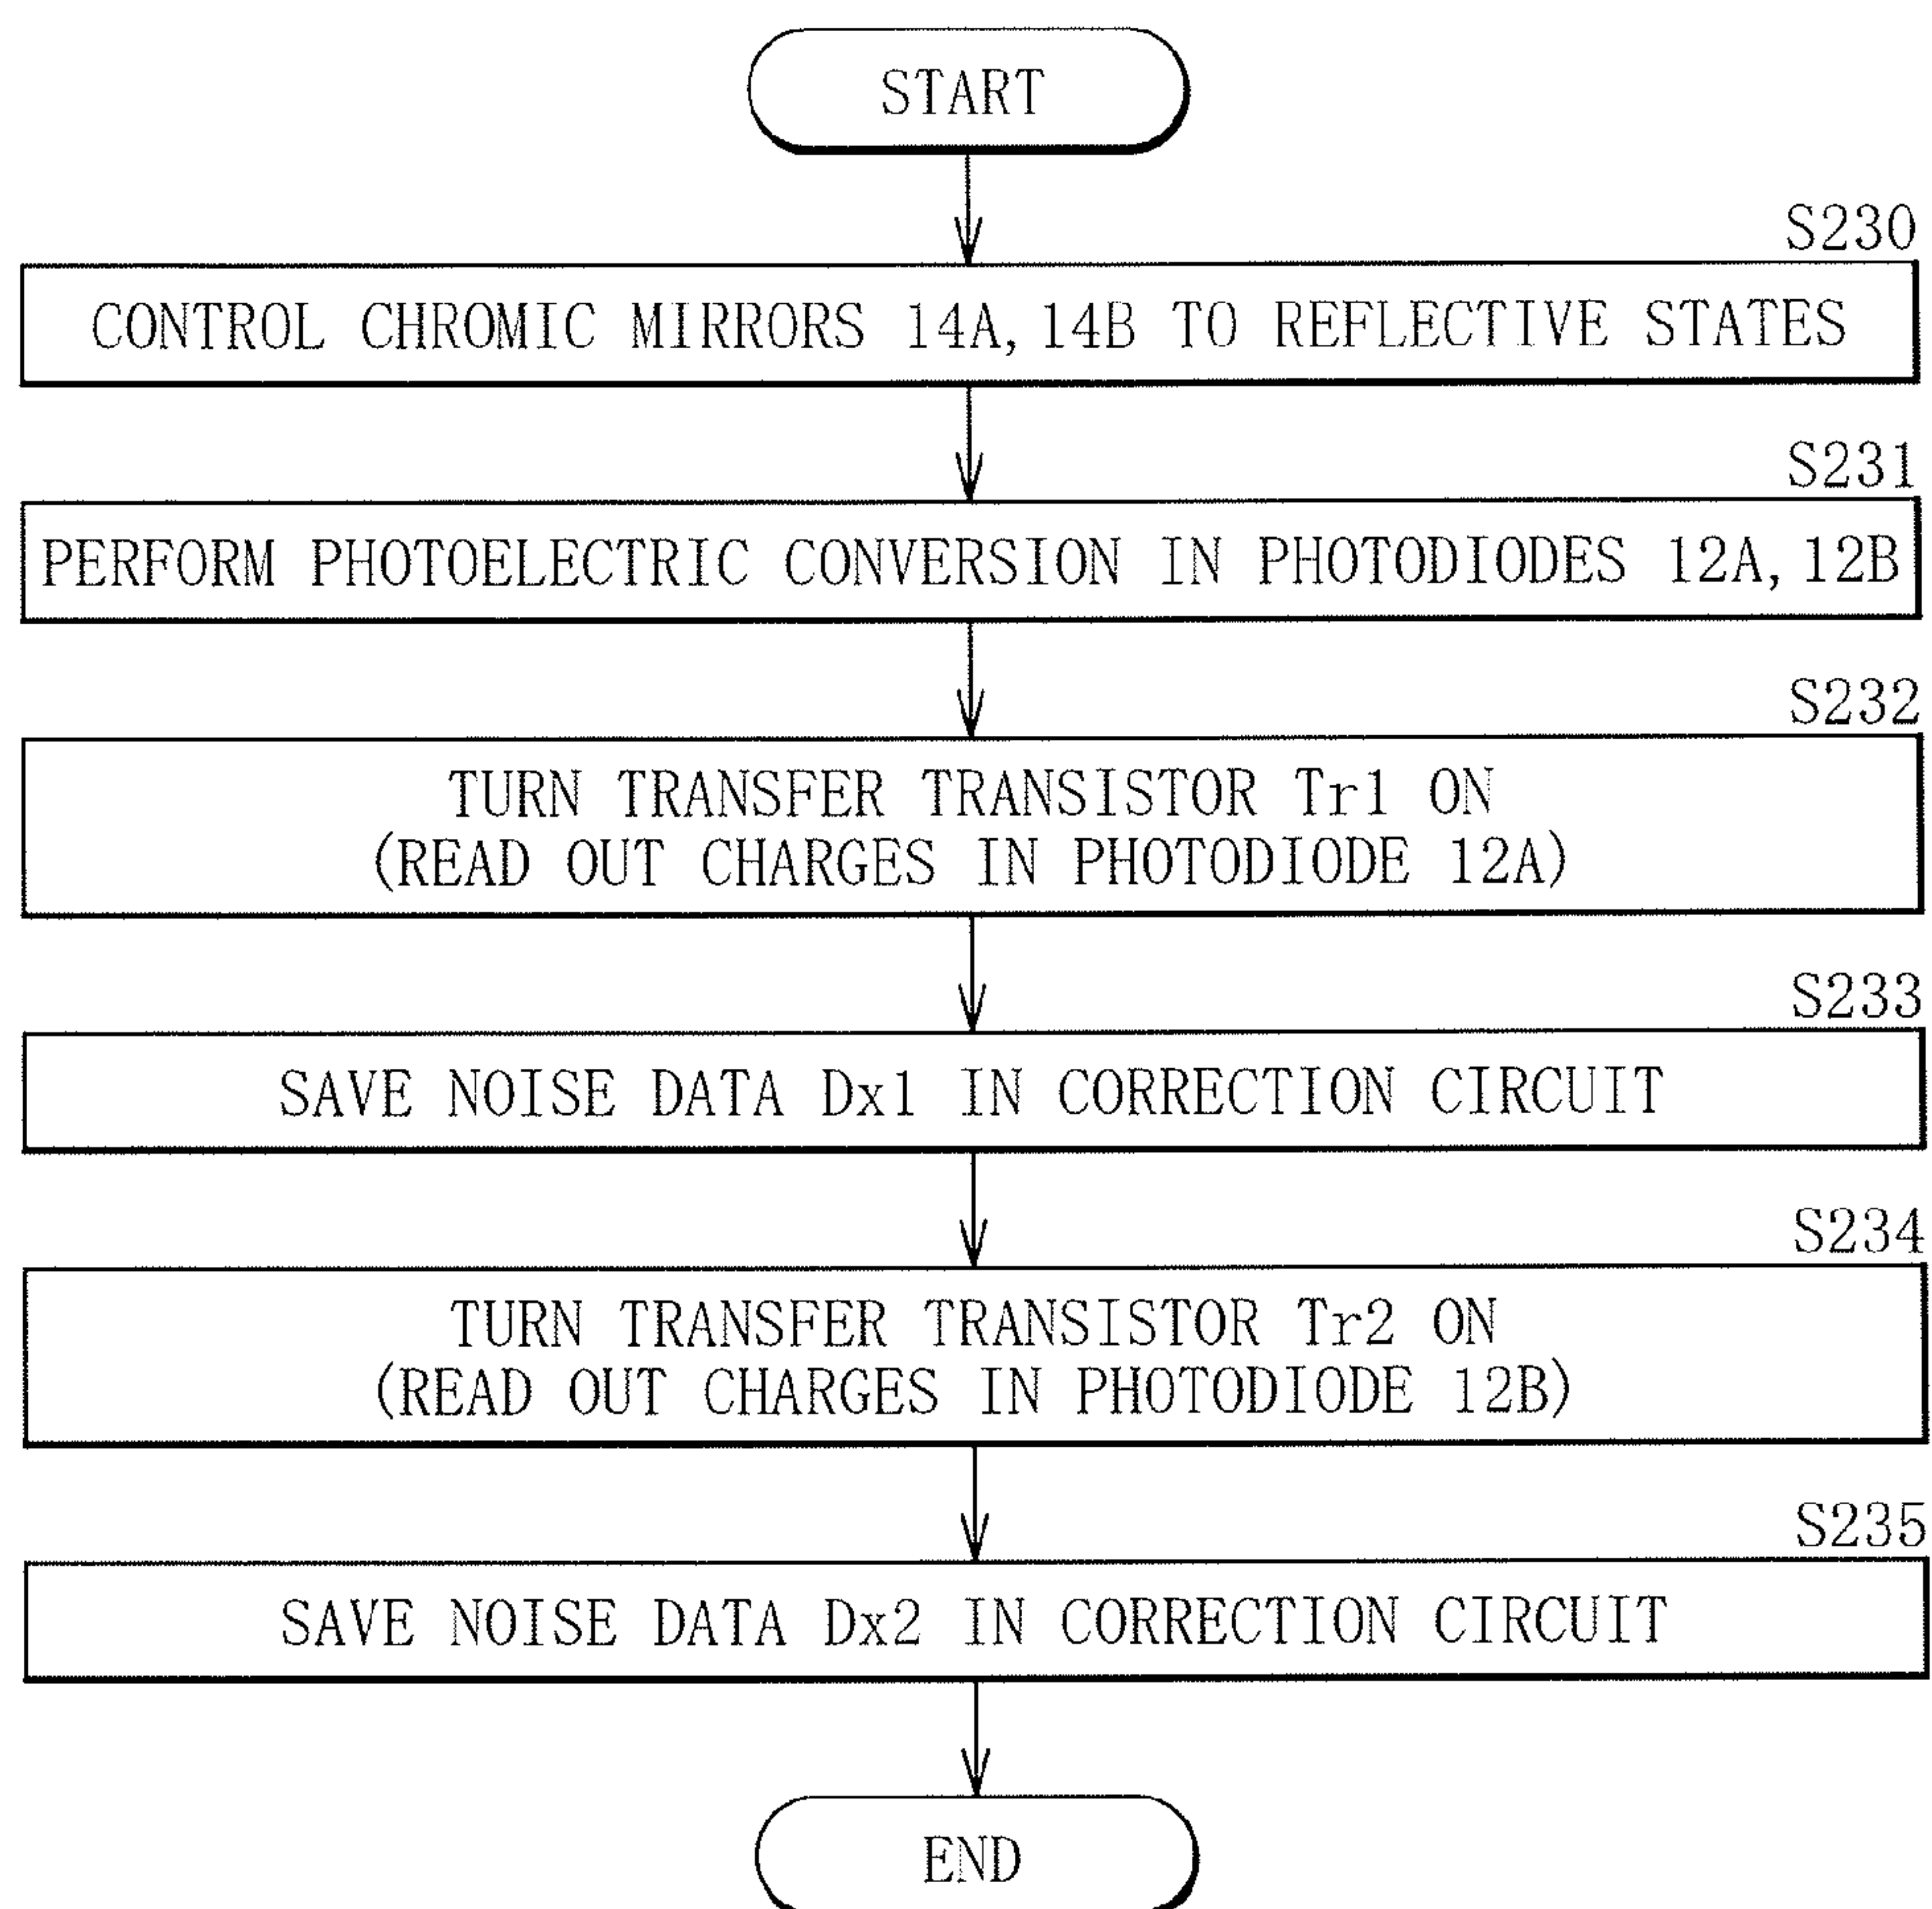 START
S230
CONTROL CHROMIC MIRRORS 14A, 14B TO REFLECTIVE STATES
S231
PERFORM PHOTOELECTRIC CONVERSION IN PHOTODIODES 12A, 12B
S232
TURN TRANSFER TRANSISTOR Tr1 ON
(READ OUT CHARGES IN PHOTODIODE 12A)
S233
SAVE NOISE DATA Dx1 IN CORRECTION CIRCUIT
S234
TURN TRANSFER TRANSISTOR Tr2 ON
(READ OUT CHARGES IN PHOTODIODE 12B)
S235
SAVE NOISE DATA Dx2 IN CORRECTION CIRCUIT
END